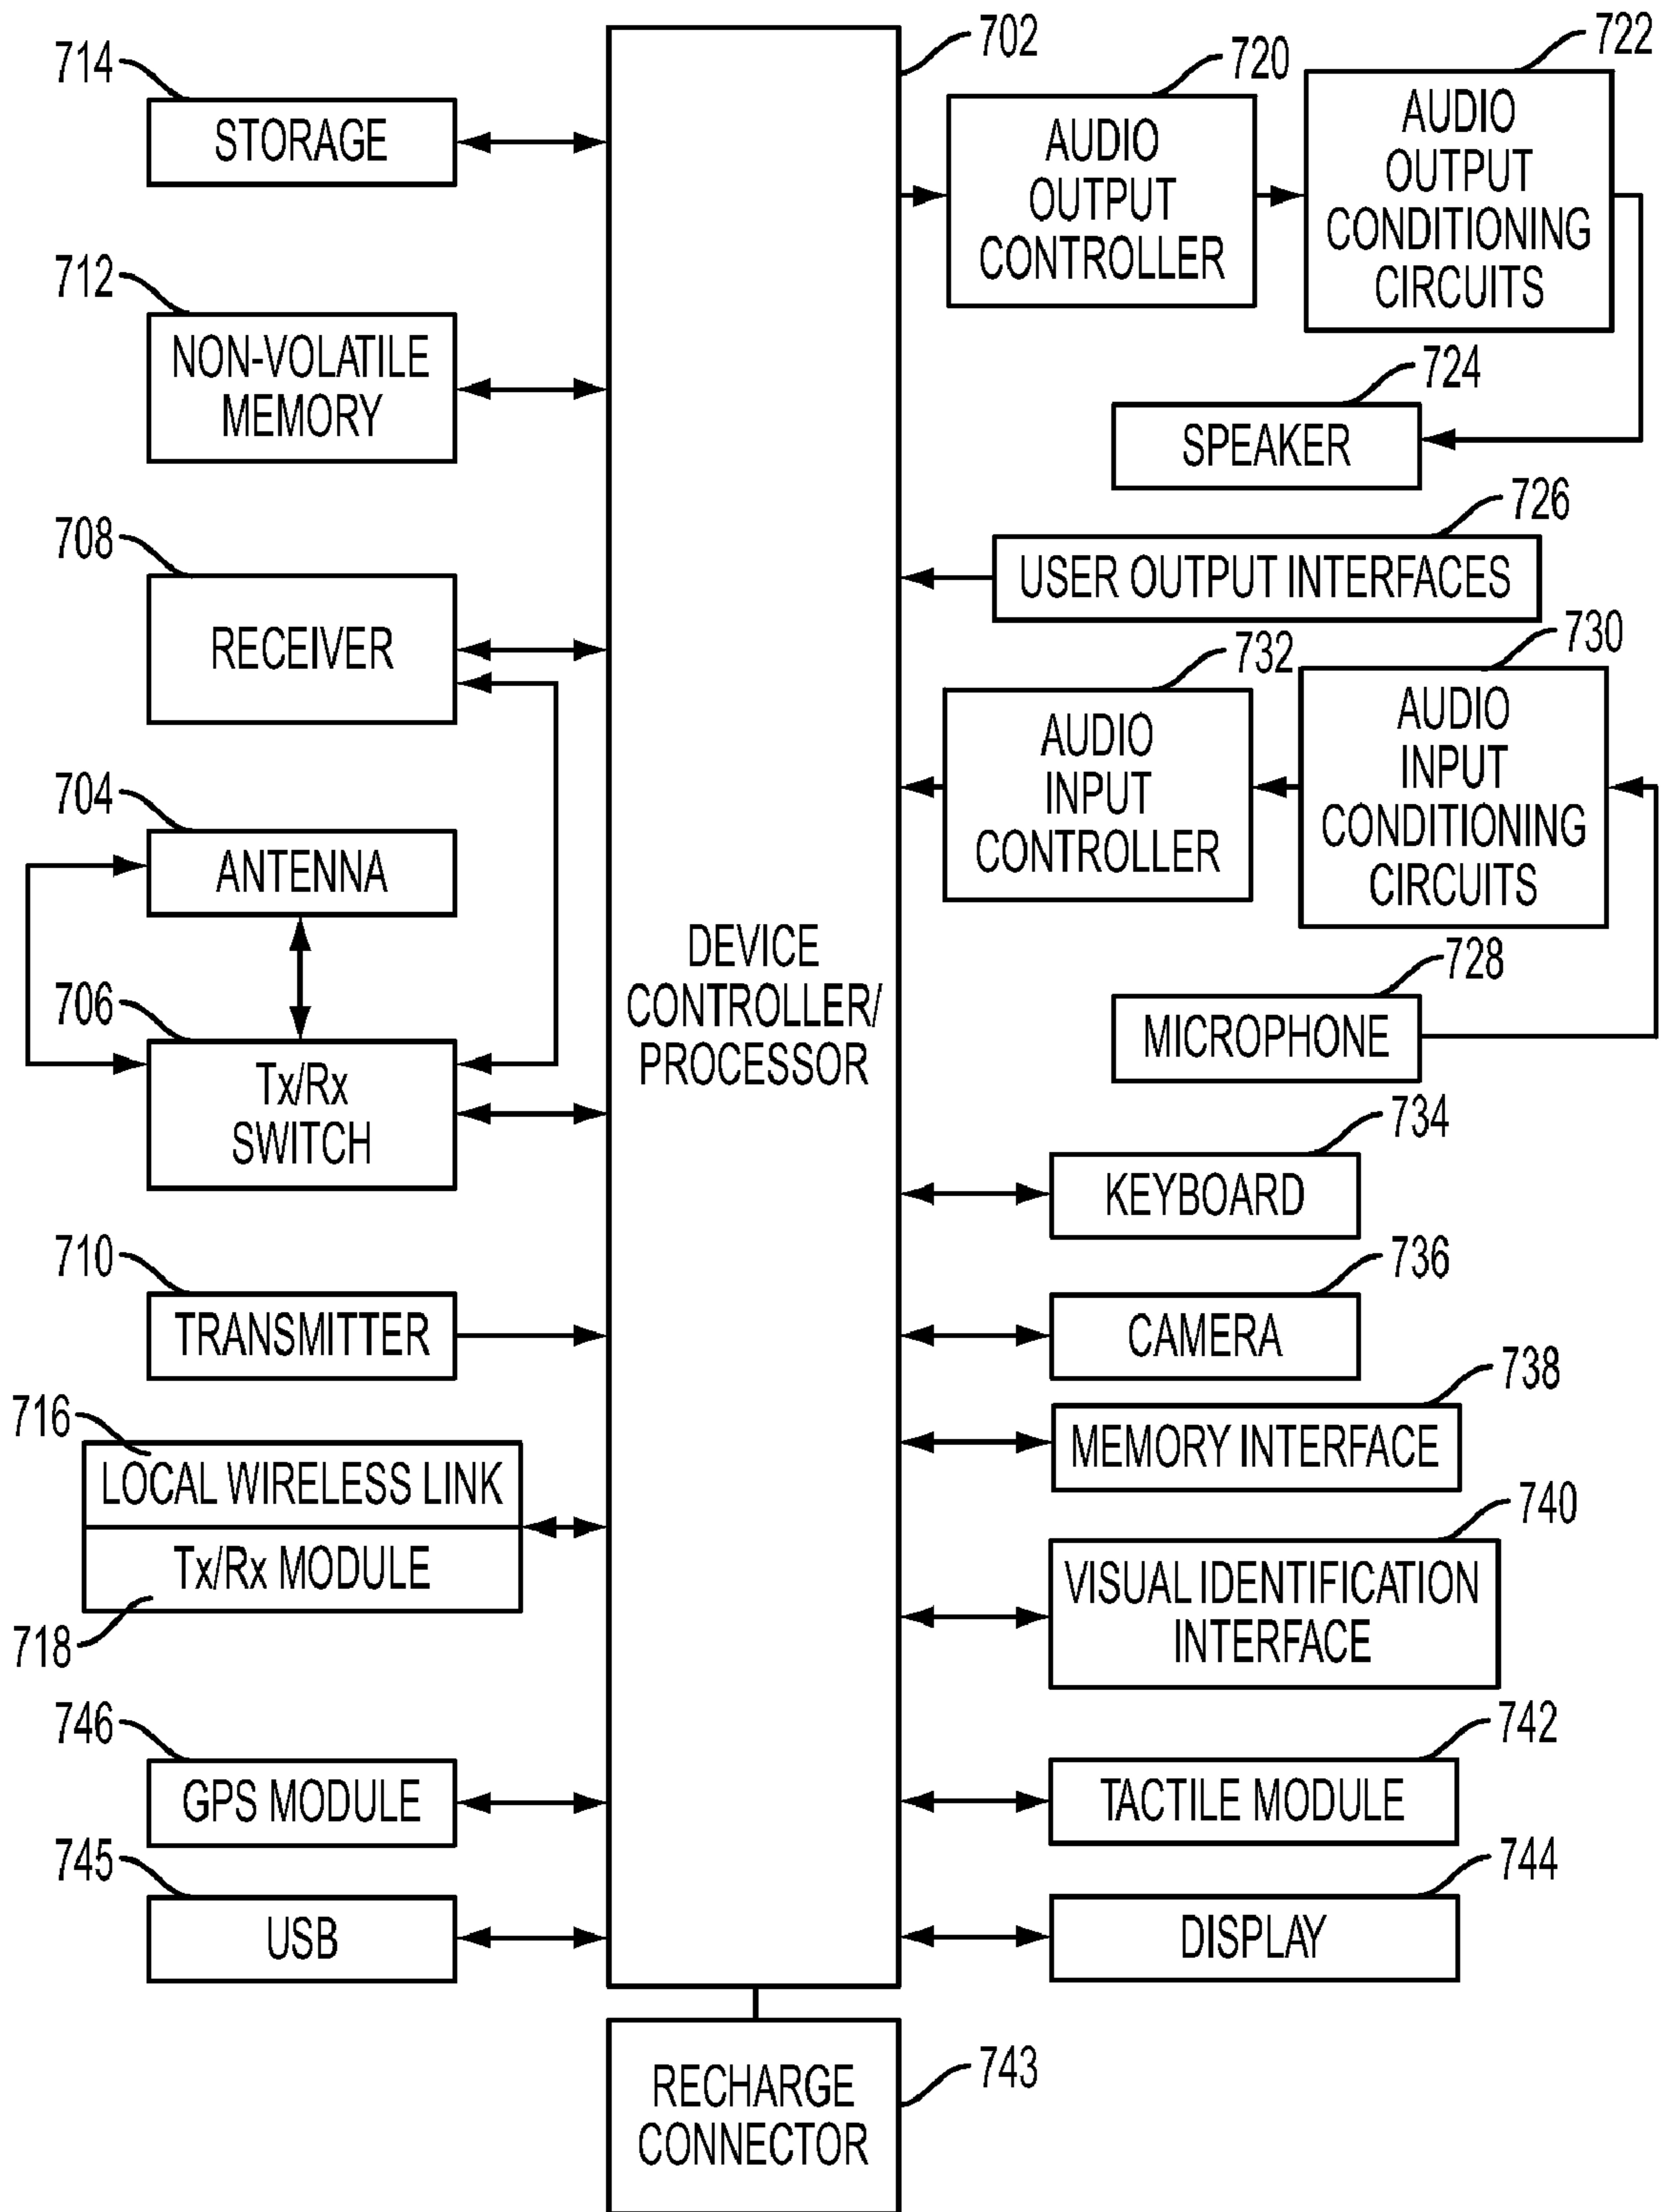 714
STORAGE
712
NON-VOLATILE
MEMORY
708
RECEIVER
704
ANTENNA
706
Tx/Rx
SWITCH
710
TRANSMITTER
716
LOCAL WIRELESS LINK
Tx/Rx MODULE
718
746
GPS MODULE
745
USB
702
DEVICE
CONTROLLER/
PROCESSOR
RECHARGE
CONNECTOR
743
720
AUDIO
OUTPUT
CONTROLLER
722
AUDIO
OUTPUT
CONDITIONING
CIRCUITS
724
SPEAKER
726
USER OUTPUT INTERFACES
732
AUDIO
INPUT
CONTROLLER
730
AUDIO
INPUT
CONDITIONING
CIRCUITS
728
MICROPHONE
734
KEYBOARD
736
CAMERA
738
MEMORY INTERFACE
740
VISUAL IDENTIFICATION
INTERFACE
742
TACTILE MODULE
744
DISPLAY